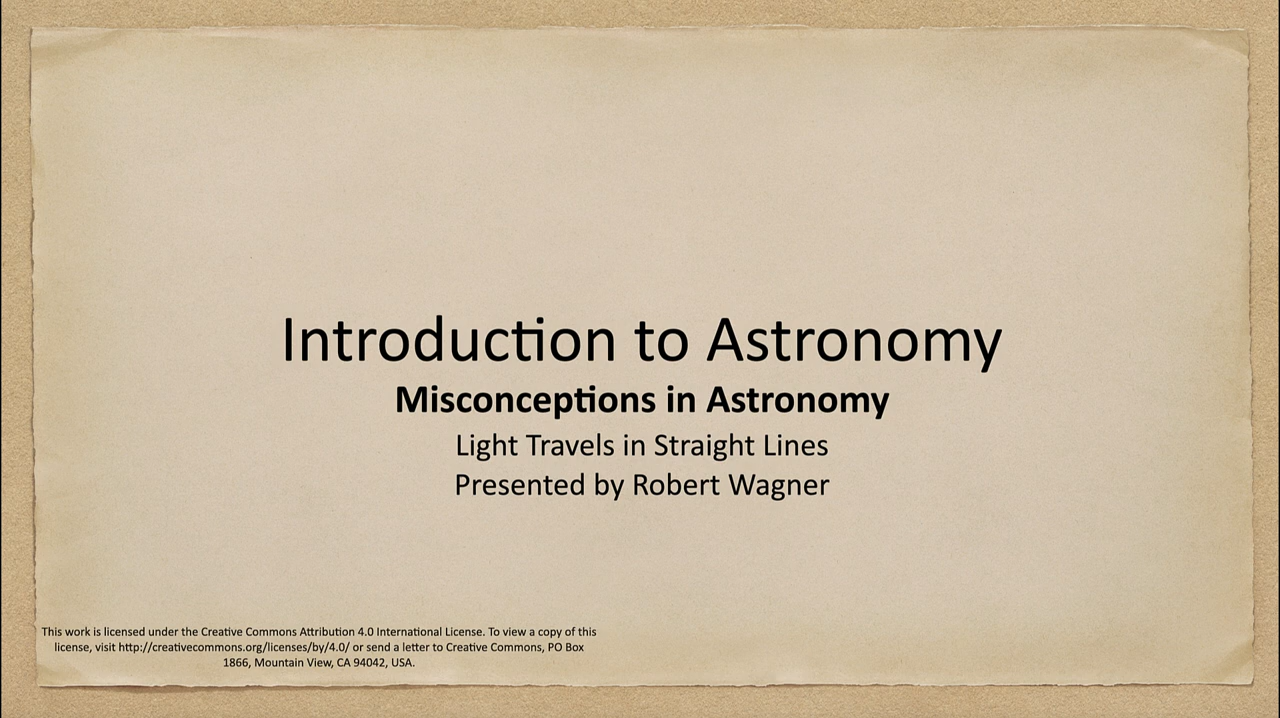 Introduction to Astronomy
Misconceptions in Astronomy
Light Travels in Straight Lines
Presented by Robert Wagner
This work is licensed under the Creative Commons Attribution 4.0 International License. To view a copy of this
license, visit http://creativecommons.org/licenses/by/4.0/ or send a letter to Creative Commons, PO Box
1866, Mountain View, CA 94042, USA.